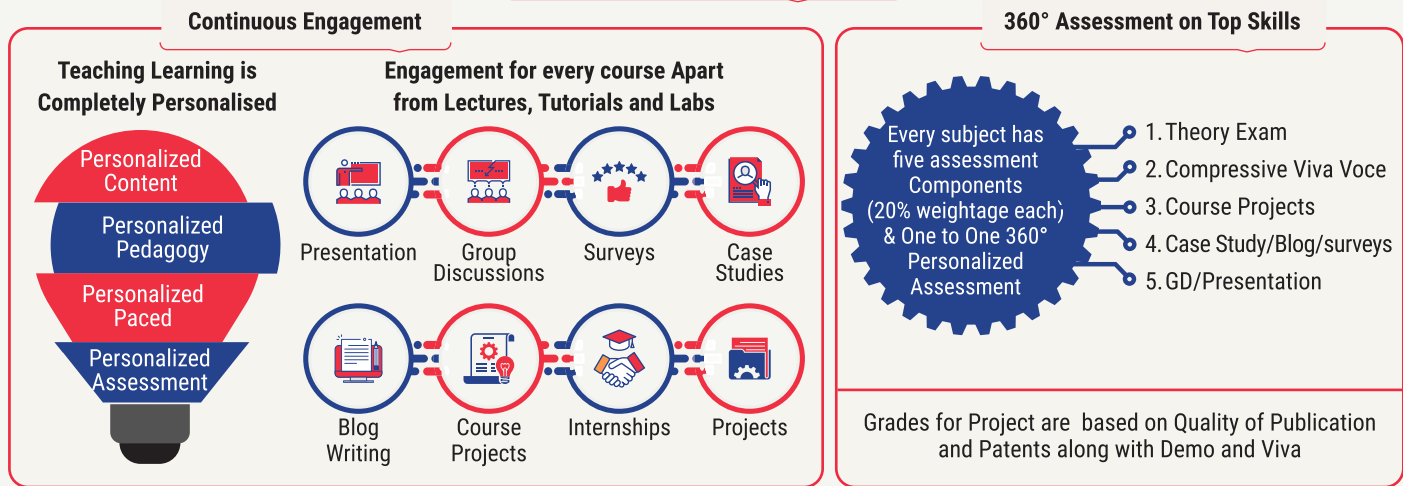 Continuous Engagement
Teaching Learning is
Completely Personalised
Personalized
Content
Personalized
Pedagogy
Personalized
Paced
Personalized
Assessment
Engagement for every course Apart
from Lectures, Tutorials and Labs
Presentation
Group
Discussions
Surveys
Case
Studies
Blog
Writing
Course
Projects
Internships
Projects
360° Assessment on Top Skills
Every subject has
five assessment
Components
(20% weightage each)
& One to One 360°
Personalized
Assessment
1. Theory Exam
2. Compressive Viva Voce
3. Course Projects
4. Case Study/Blog/surveys
5. GD/Presentation
Grades for Project are based on Quality of Publication
and Patents along with Demo and Viva